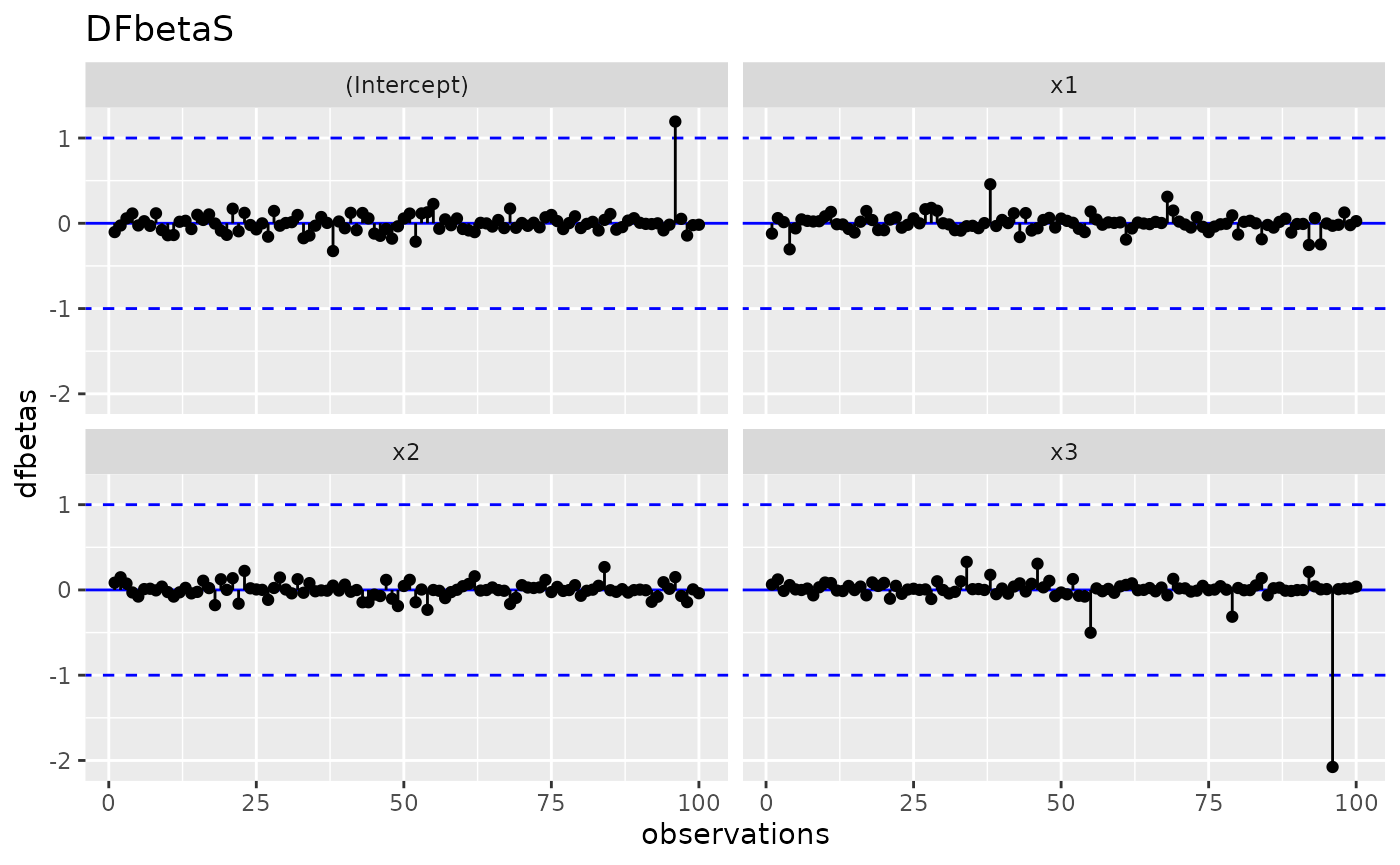 DFbetaS
(Intercept)
x1
1
0
-1
-2
dfbetas
x2
x3
1
0
-1
-2
0 25 50 75 100 0 25 50 75 100
observations